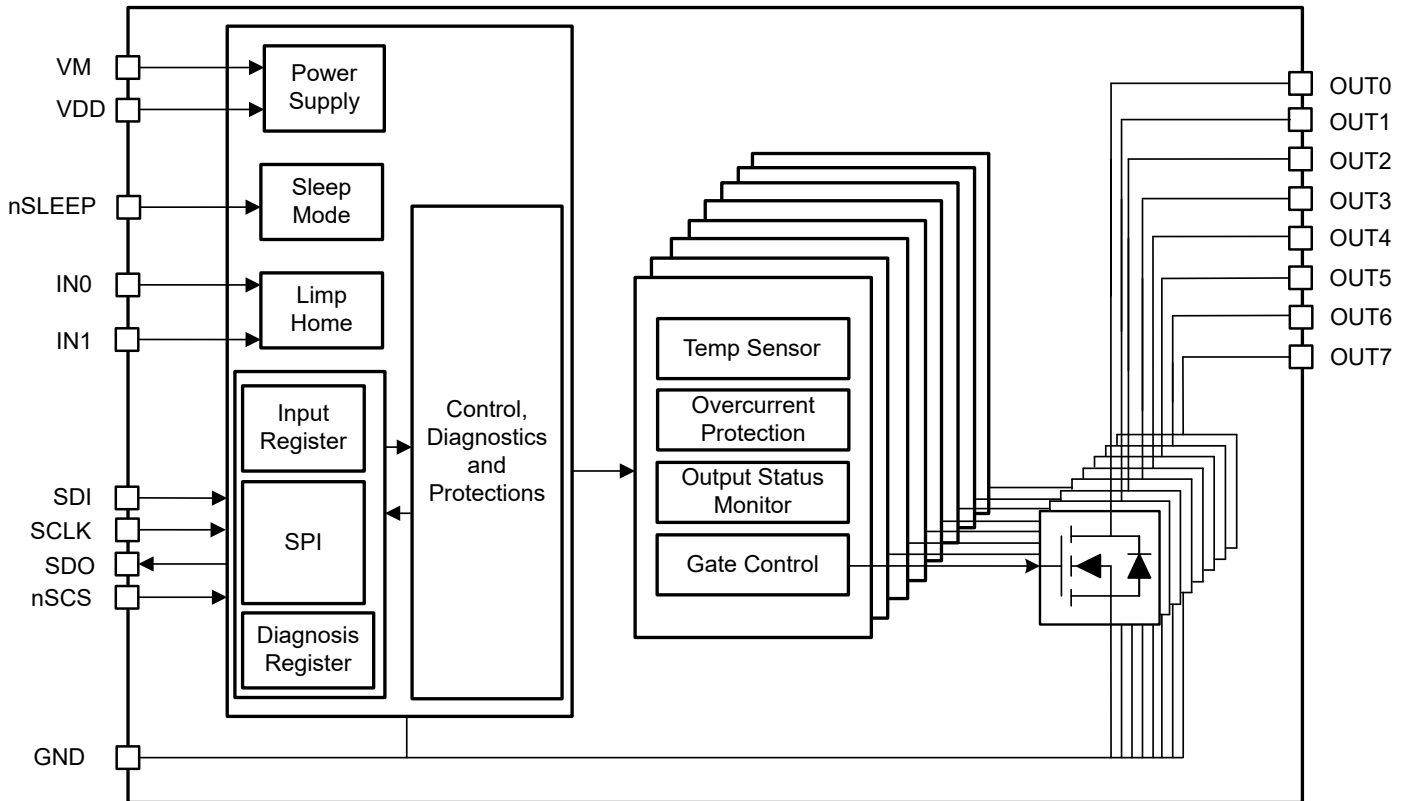 VM
VDD
nSLEEP
IN0
IN1
SDI
SCLK
SDO
nSCS
GND
Power
Supply
Sleep
Mode
Limp
Home
Input
Register
SPI
Diagnosis
Register
Control,
Diagnostics
and
Protections
Temp Sensor
Overcurrent
Protection
Output Status
Monitor
Gate Control
OUT0
OUT1
OUT2
OUT3
OUT4
OUT5
OUT6
OUT7